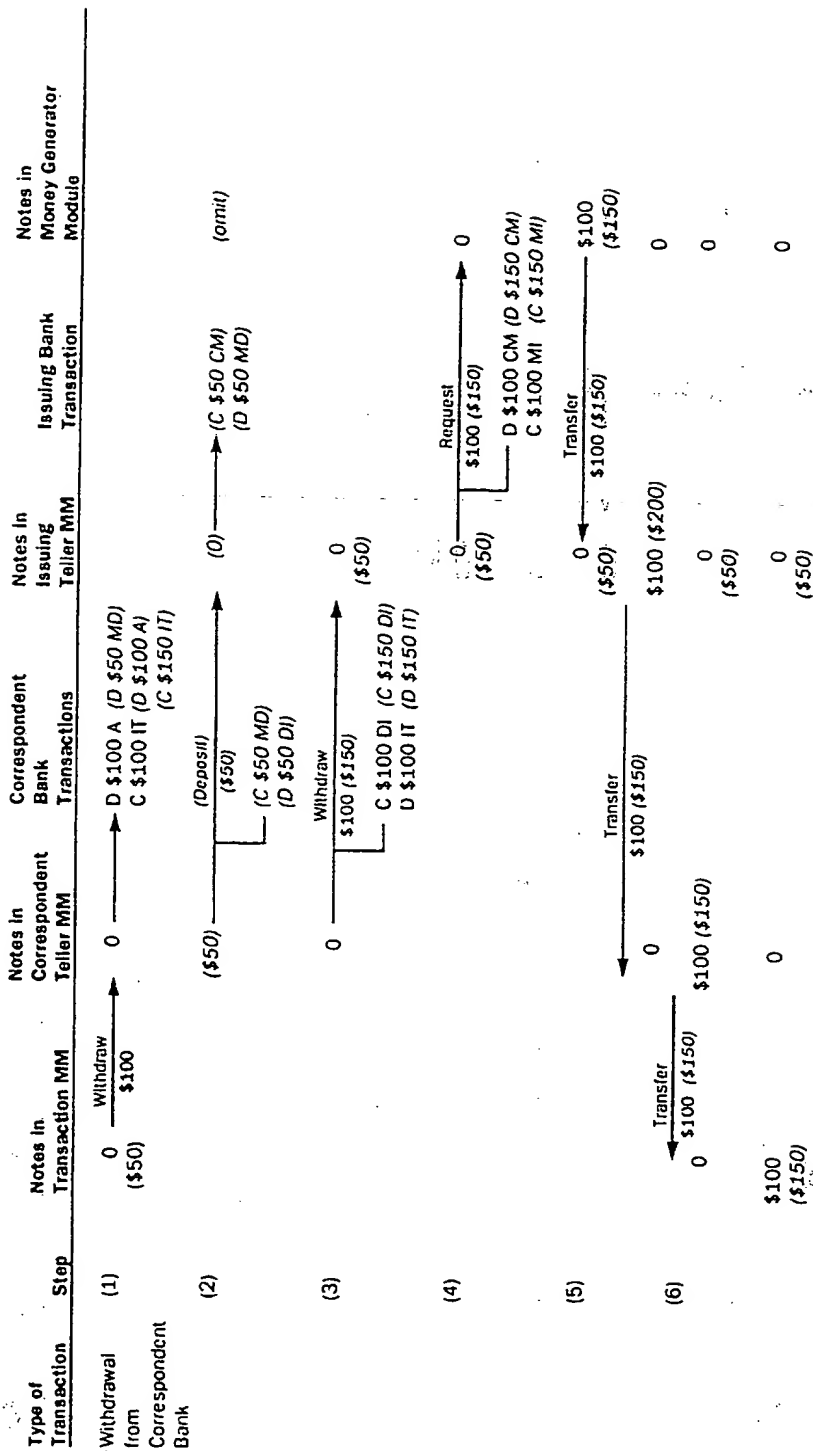 Type of Transaction
Step
Notes in Transaction MM
Notes in Correspondent Teller MM
Correspondent Bank Transactions
Notes in Issuing Teller MM
Issuing Bank Transaction
Notes in Money Generator Module
Withdrawal from Correspondent Bank
(1)
0
($50)
Withdraw
$100
0
D $100 A (D $50 MD)
C $100 IT (D $100 A)
(C $150 IT)
(2)
($50)
(Deposit)
($50)
(C $50 MD)
(D $50 DI)
(0)
(C $50 CM)
(D $50 MD)
(omit)
(3)
0
Withdraw
$100 ($150)
C $100 DI (C $150 DI)
D $100 IT (D $150 IT)
0
($50)
(4)
0
($50)
Request
$100 ($150)
D $100 CM (D $150 CM)
C $100 MI (C $150 MI)
0
(5)
0
($50)
Transfer
$100 ($150)
$100
($150)
Transfer
$100 ($150)
0
$100 ($200)
0
(6)
Transfer
$100 ($150)
0
$100 ($150)
0
($50)
0
$100
($150)
0
0
($50)
0